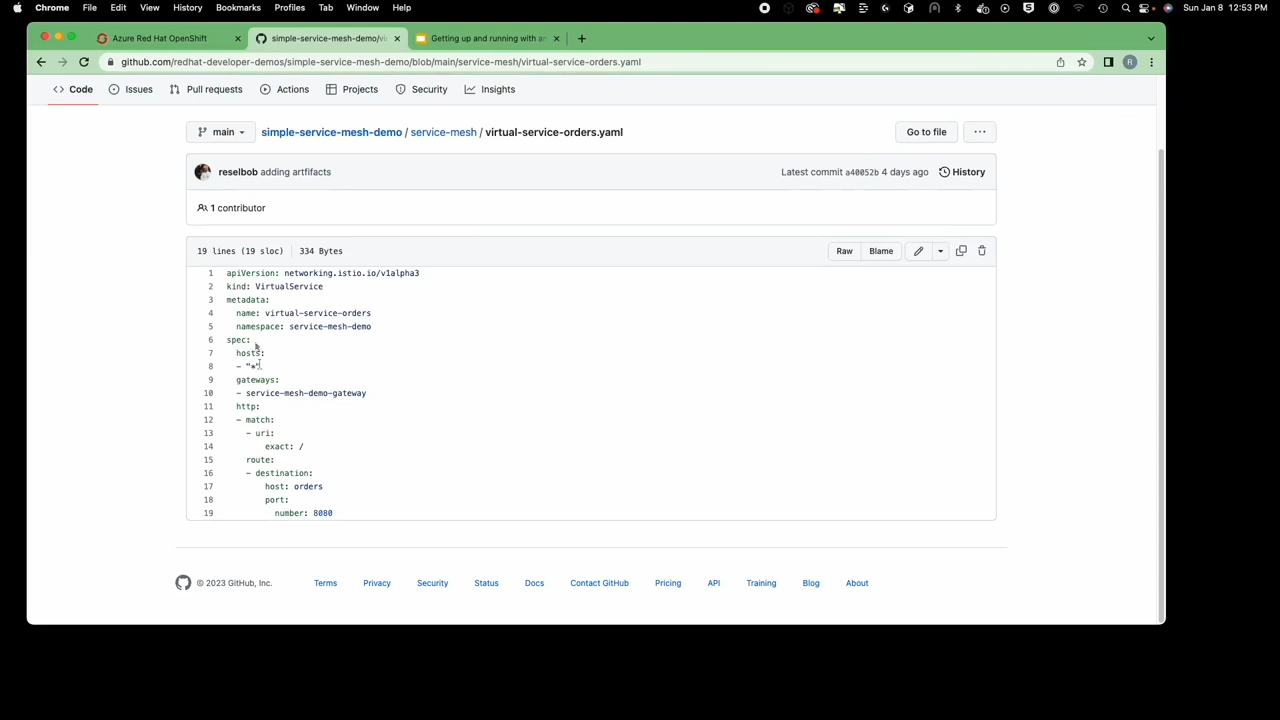 Chrome File Edit View History Bookmarks Profiles Tab Window Help Sun Jan 8 12:53 PM
Azure Red Hat OpenShift simple-service-mesh-demo/vi Getting up and running with an
github.com/redhat-developer-demos/simple-service-mesh-demo/blob/main/service-mesh/virtual-service-orders.yaml R
Code Issues Pull requests Actions Projects Security Insights
main simple-service-mesh-demo / service-mesh / virtual-service-orders.yaml Go to file ...
reselbob adding artfifacts Latest commit a40052b 4 days ago History
1 contributor
19 lines (19 sloc) 334 Bytes Raw Blame
1 apiVersion: networking.istio.io/v1alpha3
2 kind: VirtualService
3 metadata:
4 name: virtual-service-orders
5 namespace: service-mesh-demo
6 spec:
7 hosts:
8 - "*"
9 gateways:
10 - service-mesh-demo-gateway
11 http:
12 - match:
13 - uri:
14 exact: /
15 route:
16 - destination:
17 host: orders
18 port:
19 number: 8080
© 2023 GitHub, Inc. Terms Privacy Security Status Docs Contact GitHub Pricing API Training Blog About